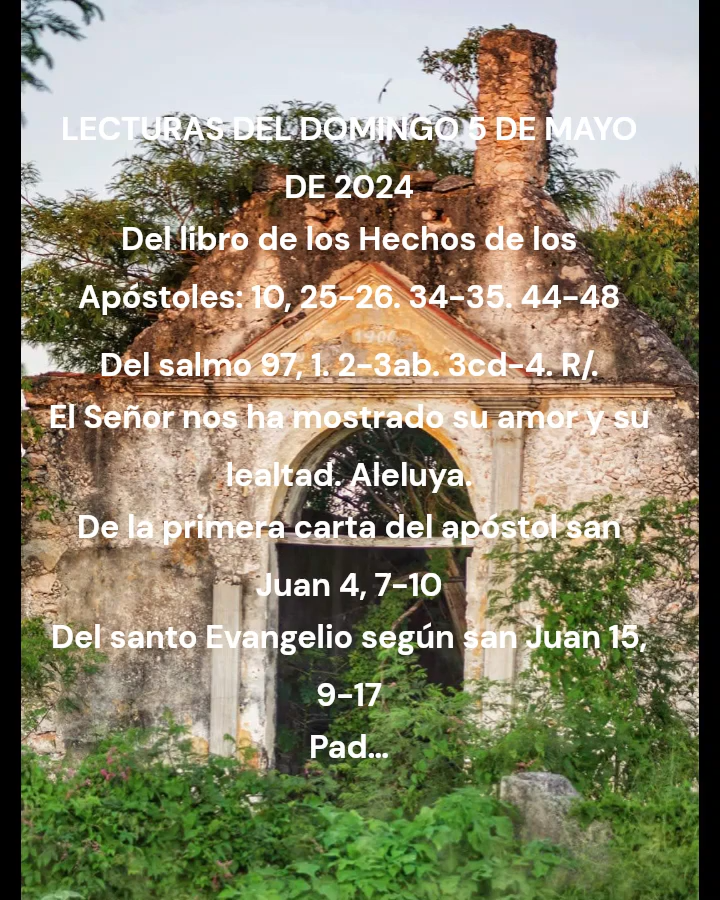 LECTURAS DEL DOMINGO 5 DE MAYO
DE 2024
Del libro de los Hechos de los
Apóstoles: 10, 25-26. 34-35. 44-48
Del salmo 97, 1. 2-3ab. 3cd-4. R/.
El Señor nos ha mostrado su amor y su
lealtad. Aleluya.
De la primera carta del apóstol san
Juan 4, 7-10
Del santo Evangelio según san Juan 15,
9-17
Pad...